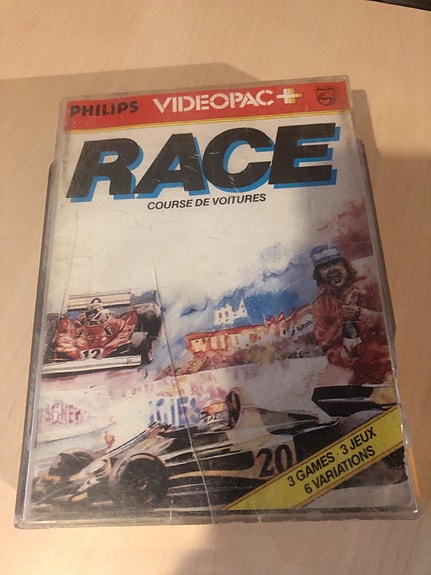 PHILIPS VIDEOPAC+
RACE
COURSE DE VOITURES
12
20
3 GAMES · 3 JEUX
6 VARIATIONS